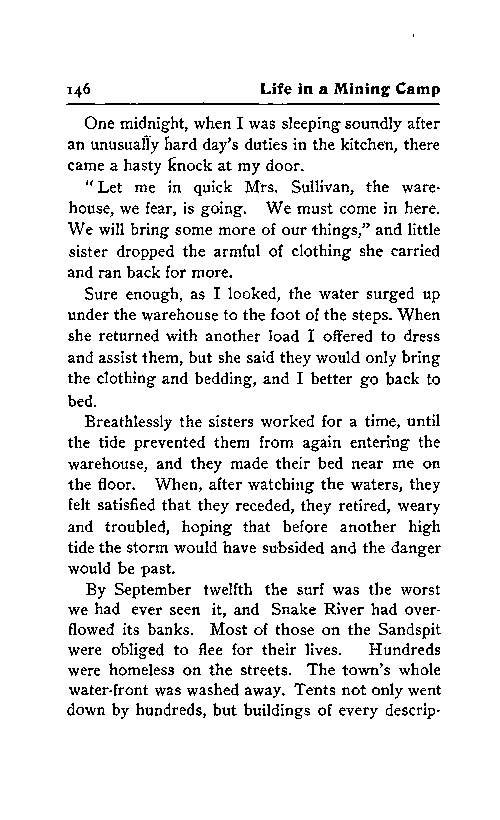 146 Life in a Mining Camp
One midnight, when I was sleeping soundly after
an unusually hard day's duties in the kitchen, there
came a hasty knock at my door.
"Let me in quick Mrs. Sullivan, the ware-
house, we fear, is going. We must come in here.
We will bring some more of our things," and little
sister dropped the armful of clothing she carried
and ran back for more.
Sure enough, as I looked, the water surged up
under the warehouse to the foot of the steps. When
she returned with another load I offered to dress
and assist them, but she said they would only bring
the clothing and bedding, and I better go back to
bed.
Breathlessly the sisters worked for a time, until
the tide prevented them from again entering the
warehouse, and they made their bed near me on
the floor. When, after watching the waters, they
felt satisfied that they receded, they retired, weary
and troubled, hoping that before another high
tide the storm would have subsided and the danger
would be past.
By September twelfth the surf was the worst
we had ever seen it, and Snake River had over-
flowed its banks. Most of those on the Sandspit
were obliged to flee for their lives. Hundreds
were homeless on the streets. The town's whole
water-front was washed away. Tents not only went
down by hundreds, but buildings of every descrip-